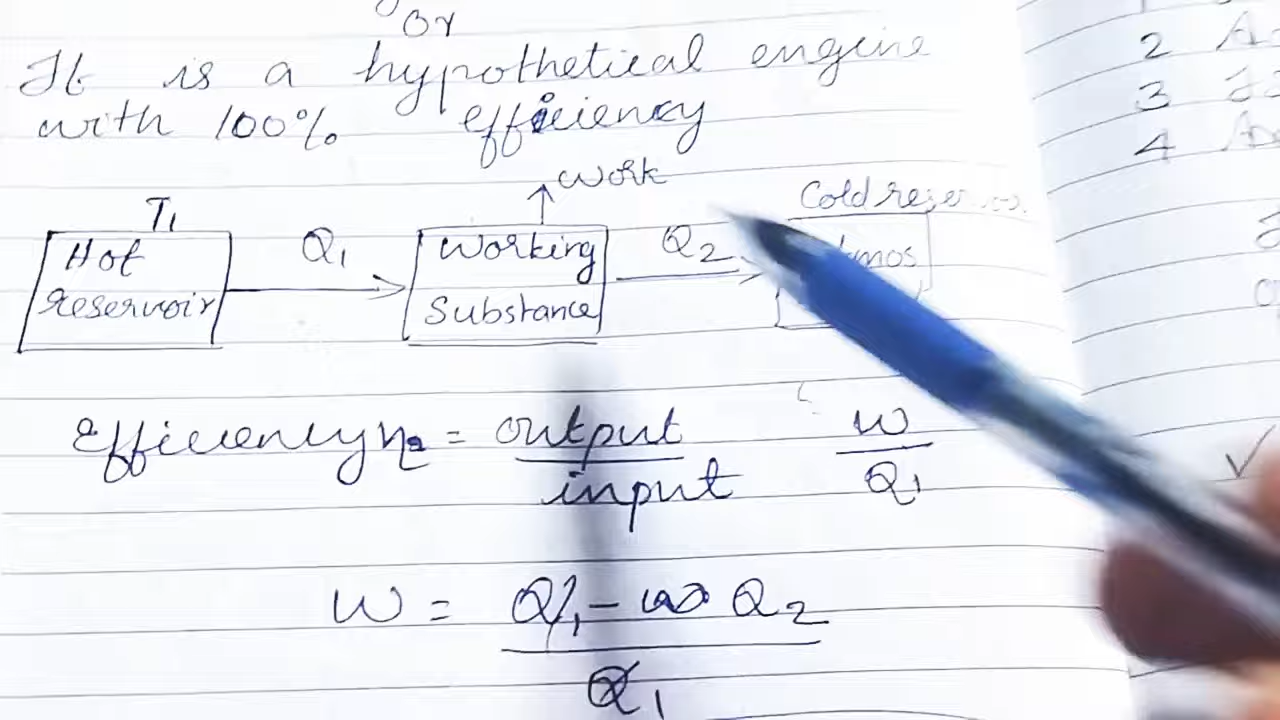 or
It is a hypothetical engine
with 100% efficiency
Work
Cold
T1
Hot
reservoir
Q1
Working
Substance
Q2
Efficiency η = output / input W / Q1
W = Q1 - Q2 / Q1
2
3
4